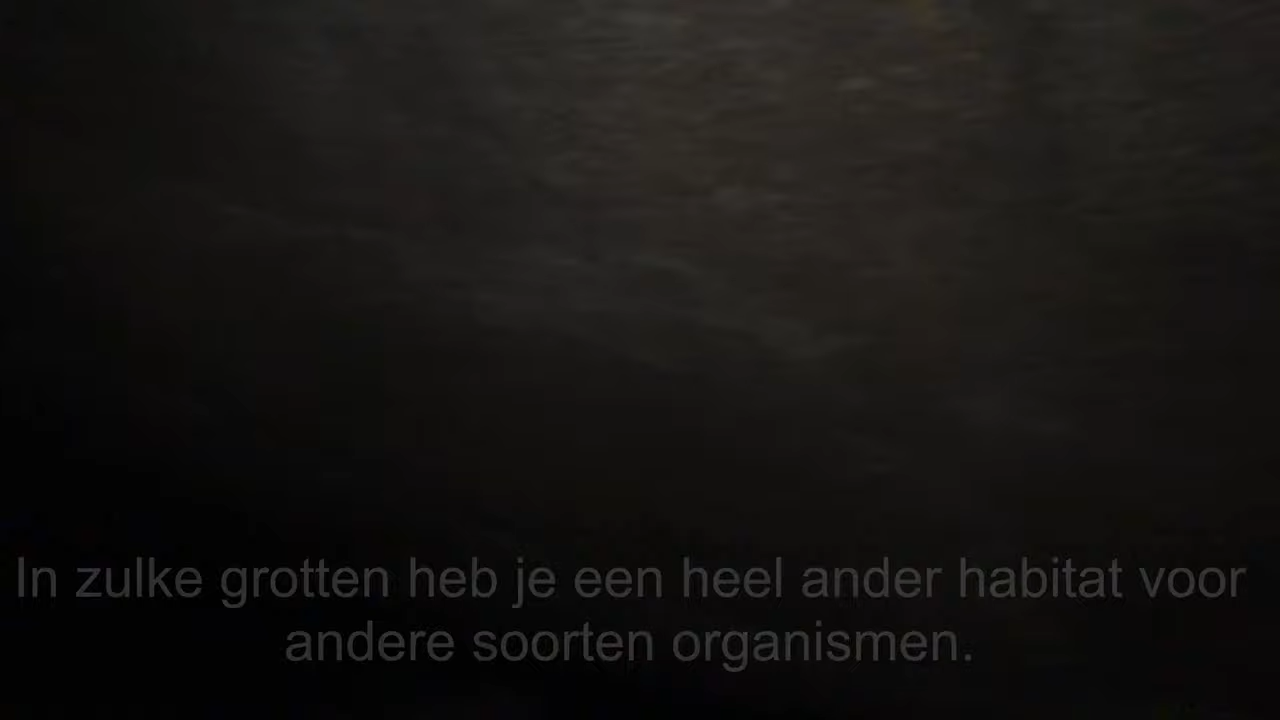 In zulke grotten heb je een heel ander habitat voor
andere soorten organismen.